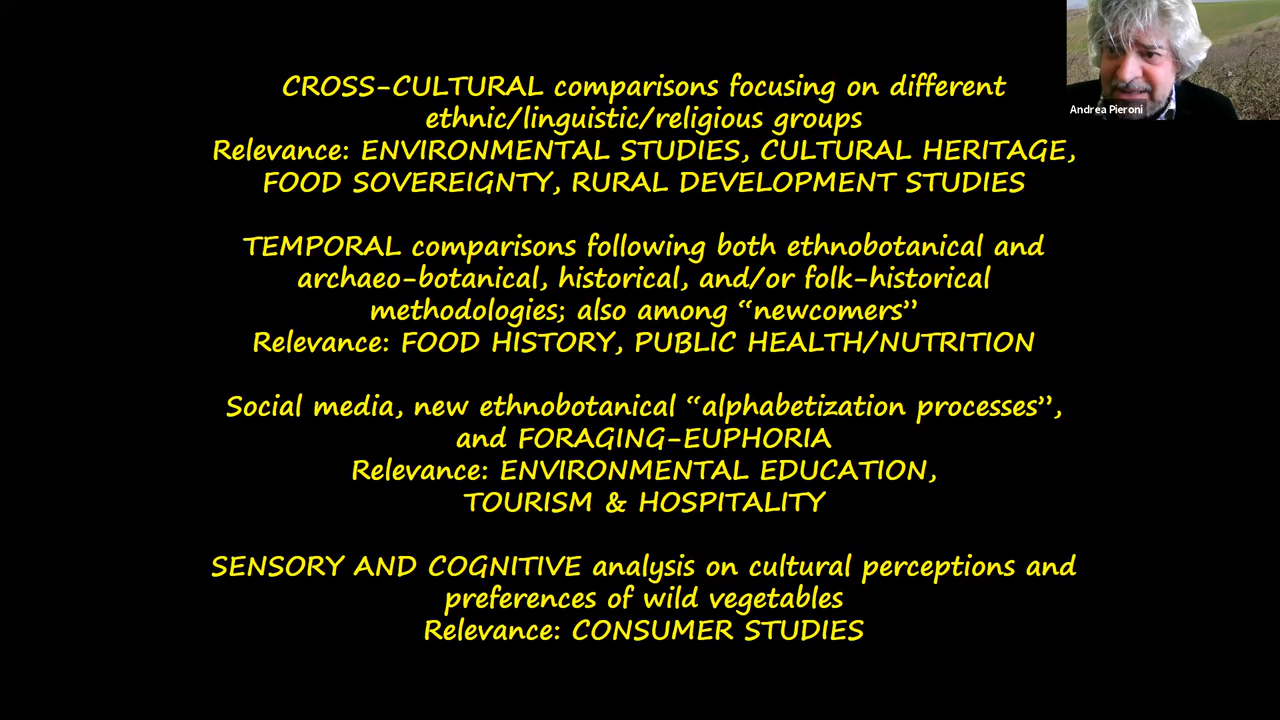 CROSS-CULTURAL comparisons focusing on different
ethnic/linguistic/religious groups
Relevance: ENVIRONMENTAL STUDIES, CULTURAL HERITAGE,
FOOD SOVEREIGNTY, RURAL DEVELOPMENT STUDIES
TEMPORAL comparisons following both ethnobotanical and
archaeo-botanical, historical, and/or folk-historical
methodologies; also among “newcomers”
Relevance: FOOD HISTORY, PUBLIC HEALTH/NUTRITION
Social media, new ethnobotanical “alphabetization processes”,
and FORAGING-EUPHORIA
Relevance: ENVIRONMENTAL EDUCATION,
TOURISM & HOSPITALITY
SENSORY AND COGNITIVE analysis on cultural perceptions and
preferences of wild vegetables
Relevance: CONSUMER STUDIES
Andrea Pieroni